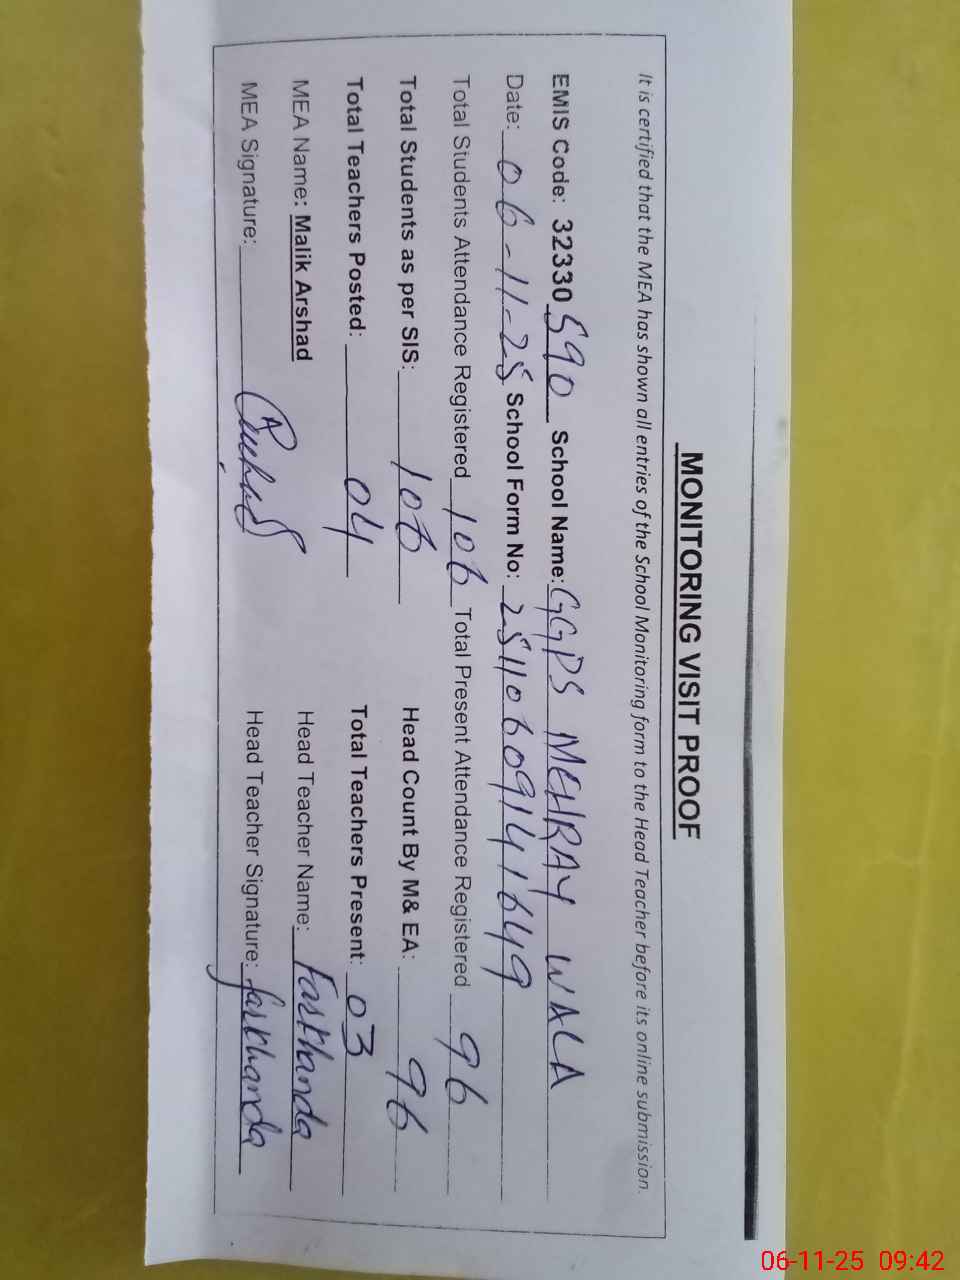 MONITORING VISIT PROOF
It is certified that the MEA has shown all entries of the School Monitoring form to the Head Teacher before its online submission.
EMIS Code: 32330 590 School Name: GGPS MEHRAY WALA
Date: 06-11-25 School Form No: 25110609141649
Total Students Attendance Registered 106 Total Present Attendance Registered 96
Total Students as per SIS: 106 Head Count By M& EA: 96
Total Teachers Posted: 04 Total Teachers Present: 03
MEA Name: Malik Arshad Head Teacher Name: Farkhanda
MEA Signature: Head Teacher Signature: farkhanda
06-11-25 09:42